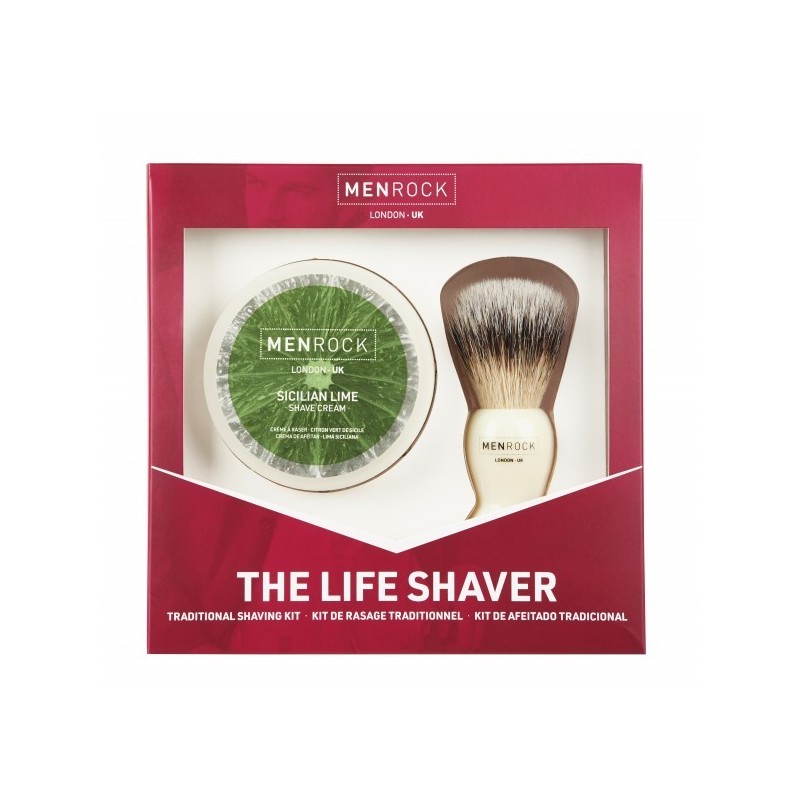 MENROCK
LONDON · UK
MENROCK
LONDON · UK
SICILIAN LIME
· SHAVE CREAM ·
CRÈME À RASER · CITRON VERT DE SICILE
CREMA DE AFEITAR · LIMA SICILIANA
MENROCK
LONDON · UK
THE LIFE SHAVER
TRADITIONAL SHAVING KIT · KIT DE RASAGE TRADITIONNEL · KIT DE AFEITADO TRADICIONAL